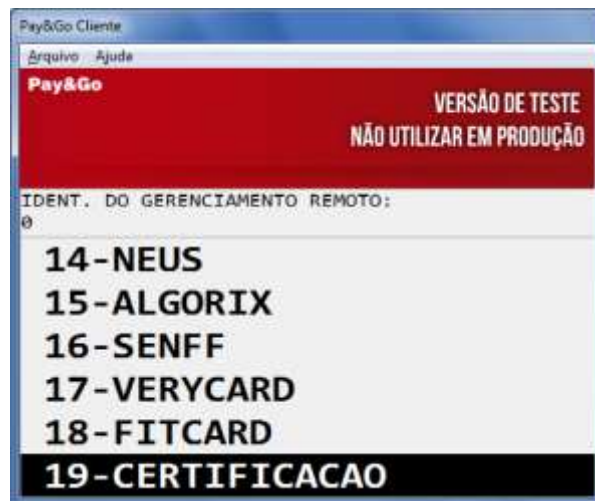 Pay&Go Cliente
Arquivo Ajuda
Pay&Go
VERSÃO DE TESTE
NÃO UTILIZAR EM PRODUÇÃO
IDENT. DO GERENCIAMENTO REMOTO:
0
14-NEUS
15-ALGORIX
16-SENFF
17-VERYCARD
18-FITCARD
19-CERTIFICACAO